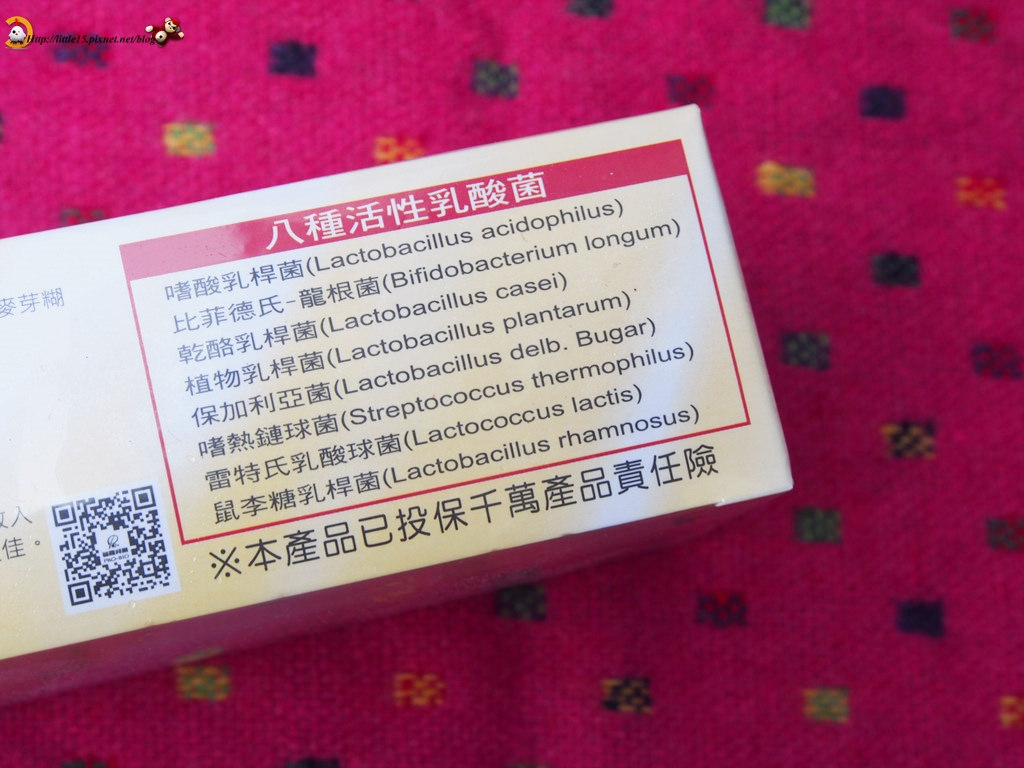 Http://little15.pixnet.net/blog
八種活性乳酸菌
嗜酸乳桿菌(Lactobacillus acidophilus)
比菲德氏-龍根菌(Bifidobacterium longum)
乾酪乳桿菌(Lactobacillus casei)
植物乳桿菌(Lactobacillus plantarum)
保加利亞菌(Lactobacillus delb. Bugar)
嗜熱鏈球菌(Streptococcus thermophilus)
雷特氏乳酸球菌(Lactococcus lactis)
鼠李糖乳桿菌(Lactobacillus rhamnosus)
※本產品已投保千萬產品責任險
麥芽糊
入
佳。